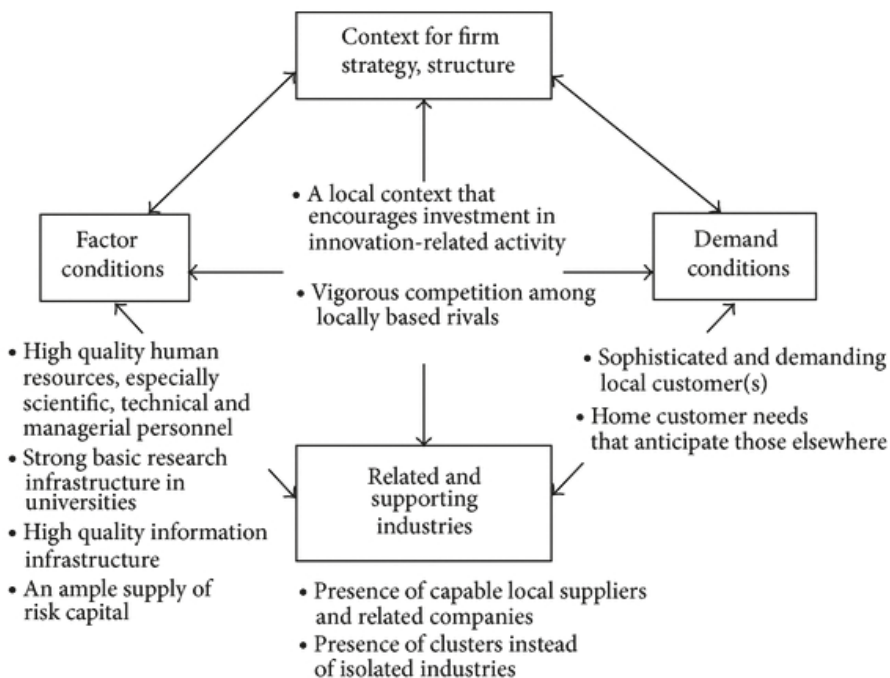 Context for firm
strategy, structure
• A local context that
encourages investment in
innovation-related activity
Factor
conditions
Demand
conditions
• Vigorous competition among
locally based rivals
• High quality human
resources, especially
scientific, technical and
managerial personnel
• Strong basic research
infrastructure in
universities
• High quality information
infrastructure
• An ample supply of
risk capital
• Sophisticated and demanding
local customer(s)
• Home customer needs
that anticipate those elsewhere
Related and
supporting
industries
• Presence of capable local suppliers
and related companies
• Presence of clusters instead
of isolated industries